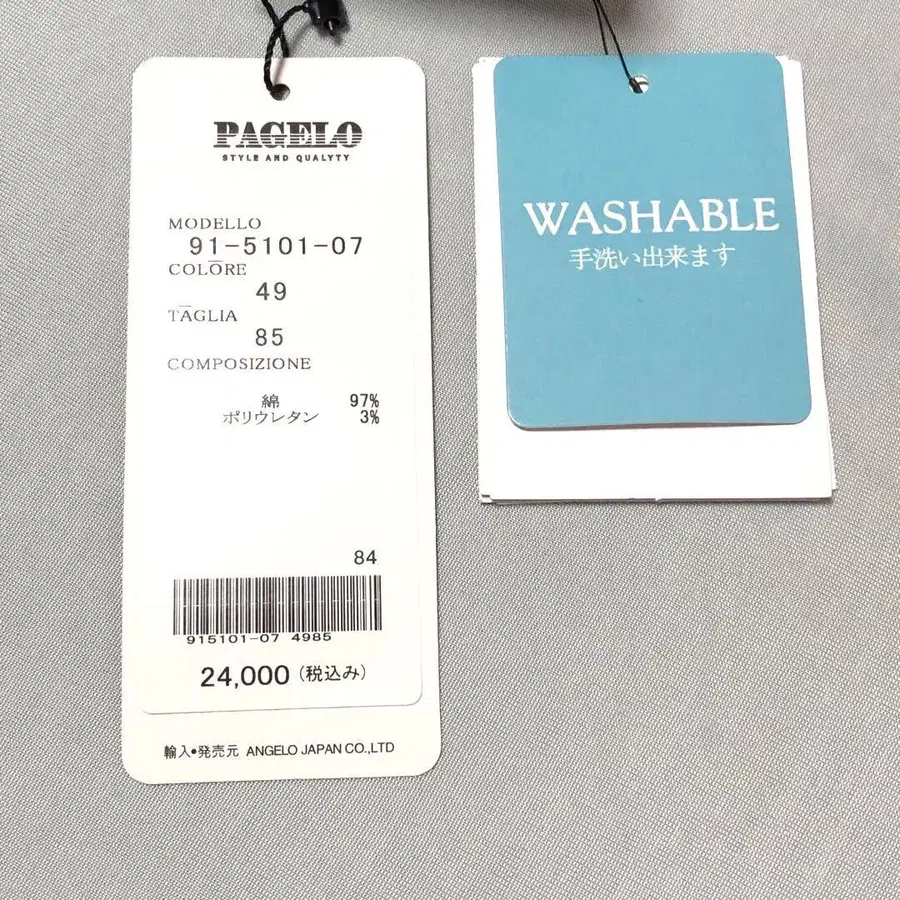 PAGELO
STYLE AND QUALYTY
MODELLO
91-5101-07
COLORE
49
TAGLIA
85
COMPOSIZIONE
綿 97%
ポリウレタン 3%
84
915101-07 4985
24,000 (税込み)
輸入•発売元 ANGELO JAPAN CO.,LTD
WASHABLE
手洗い出来ます